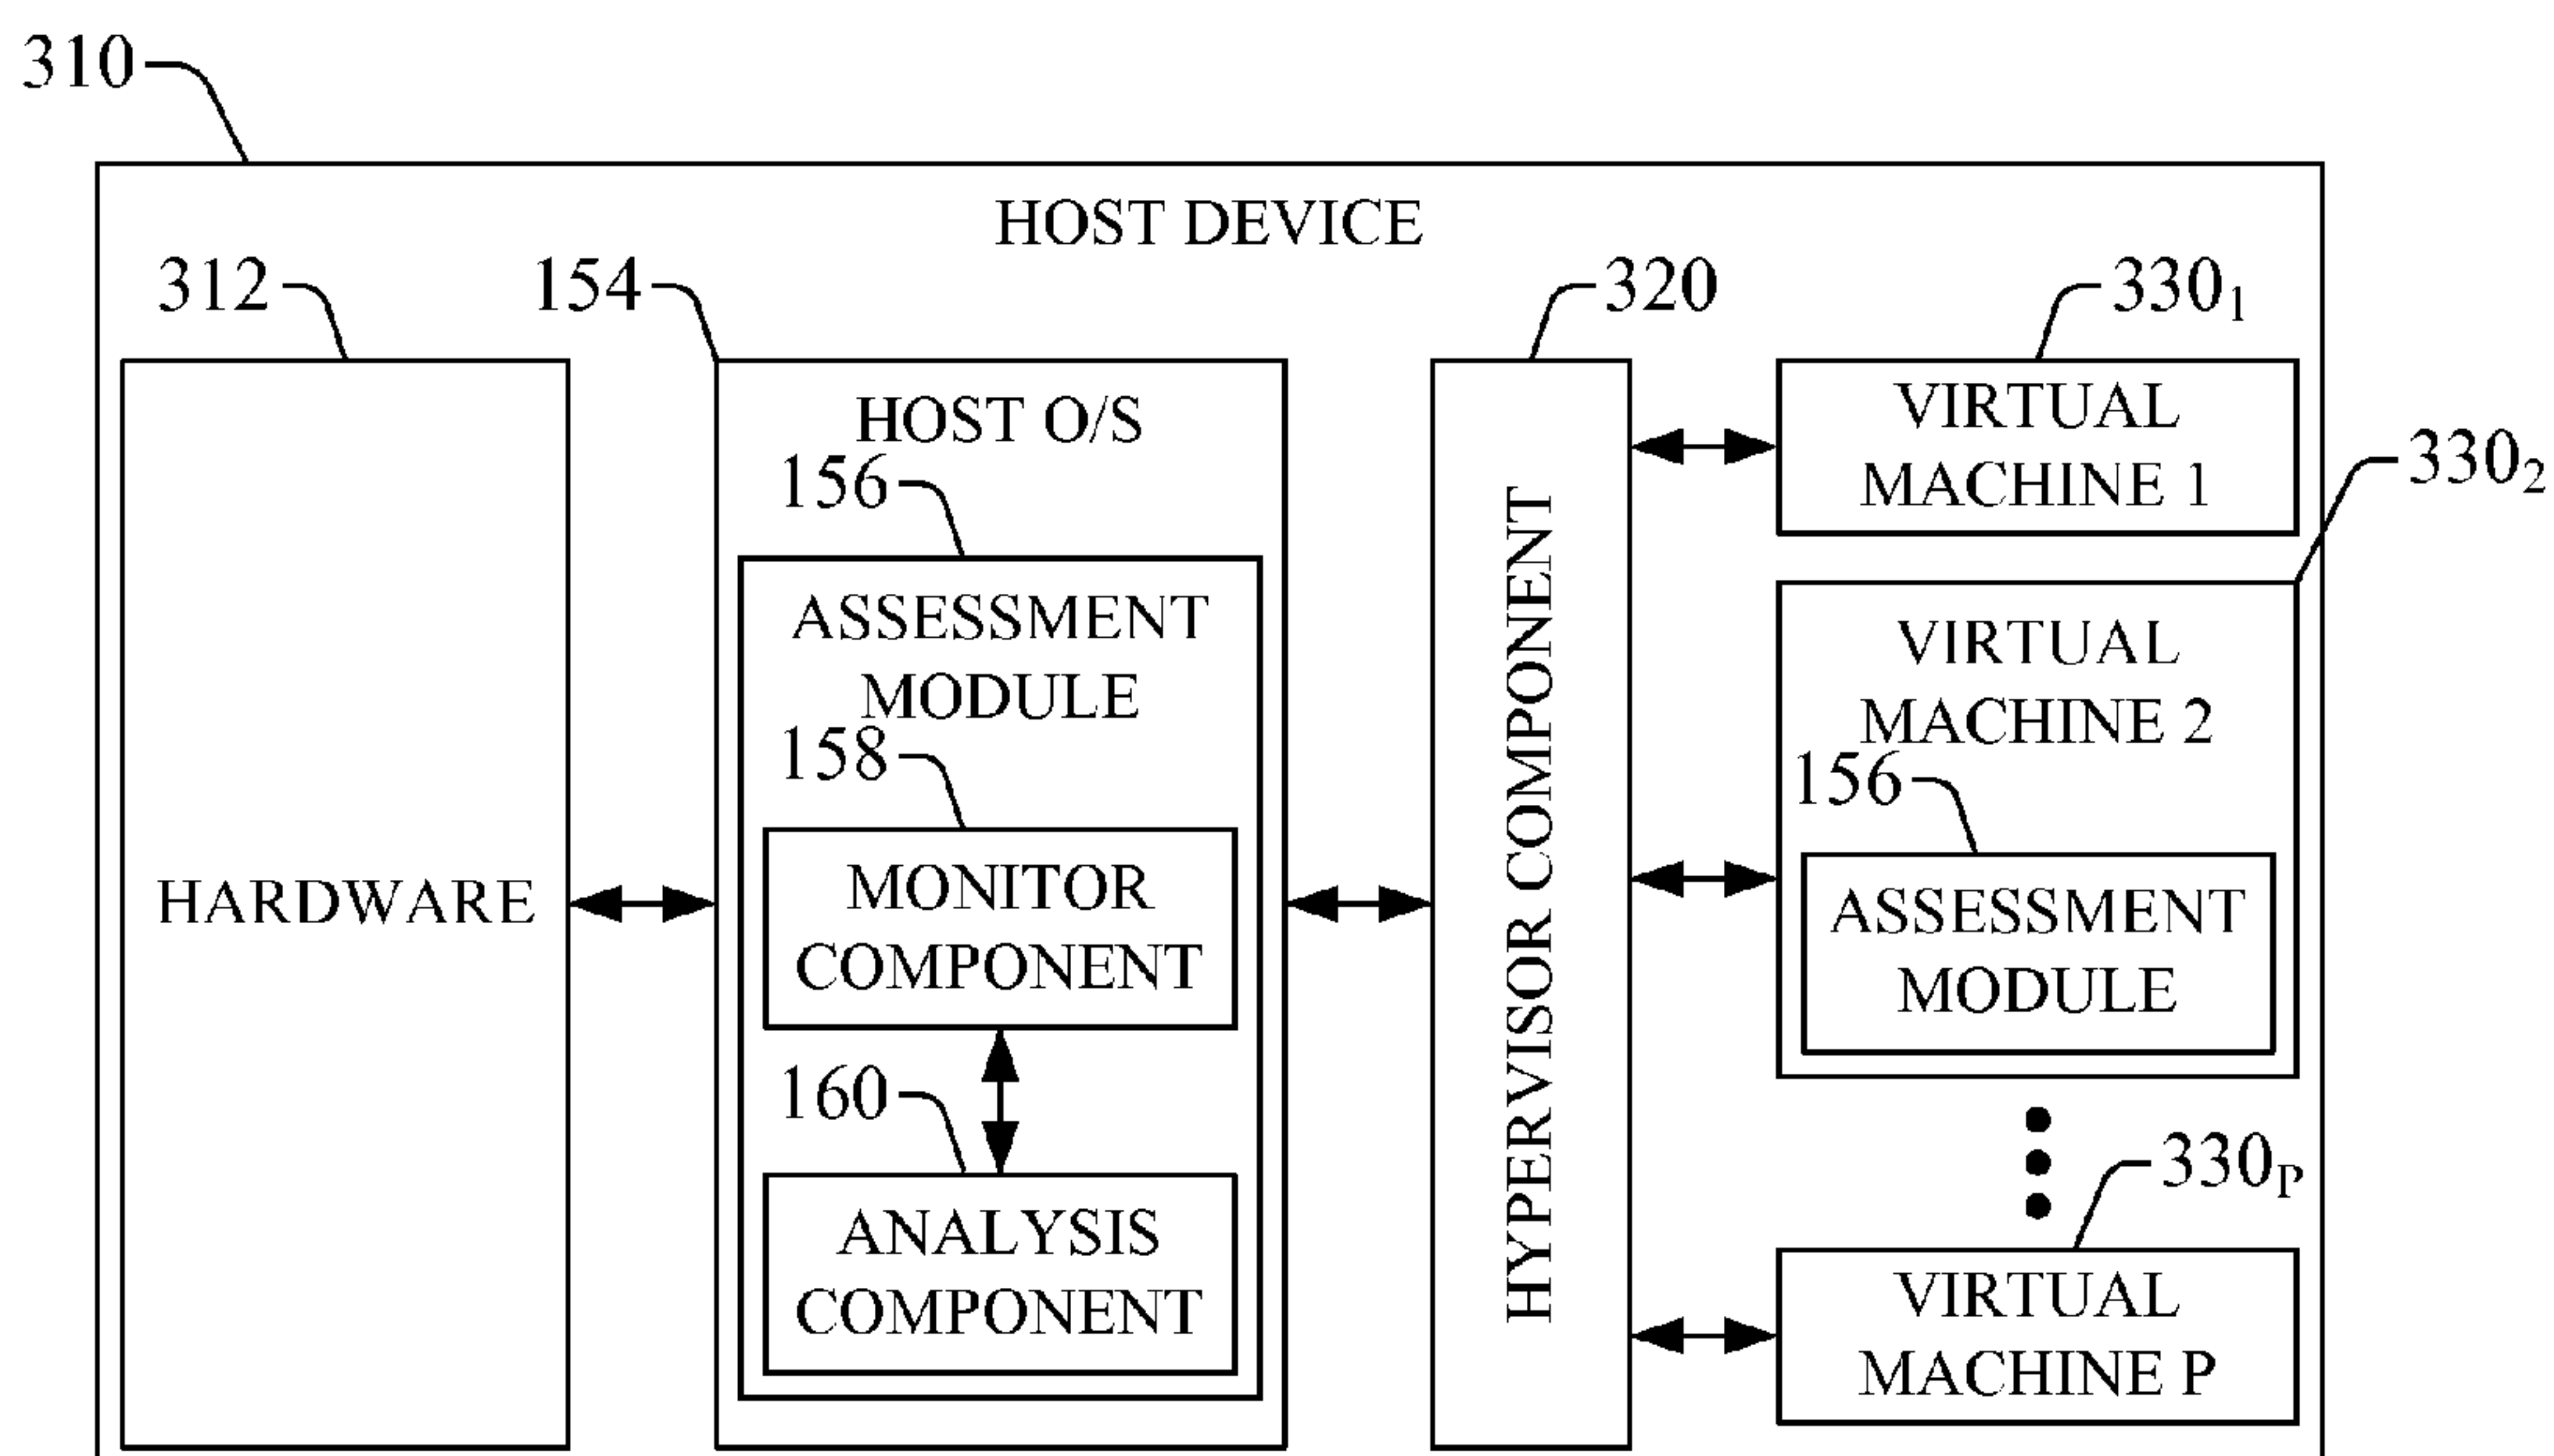 310
HOST DEVICE
312
154
320
330₁
HOST O/S
VIRTUAL
MACHINE 1
330₂
156
ASSESSMENT
MODULE
158
MONITOR
COMPONENT
160
ANALYSIS
COMPONENT
HARDWARE
HYPERVISOR COMPONENT
VIRTUAL
MACHINE 2
156
ASSESSMENT
MODULE
330P
VIRTUAL
MACHINE P